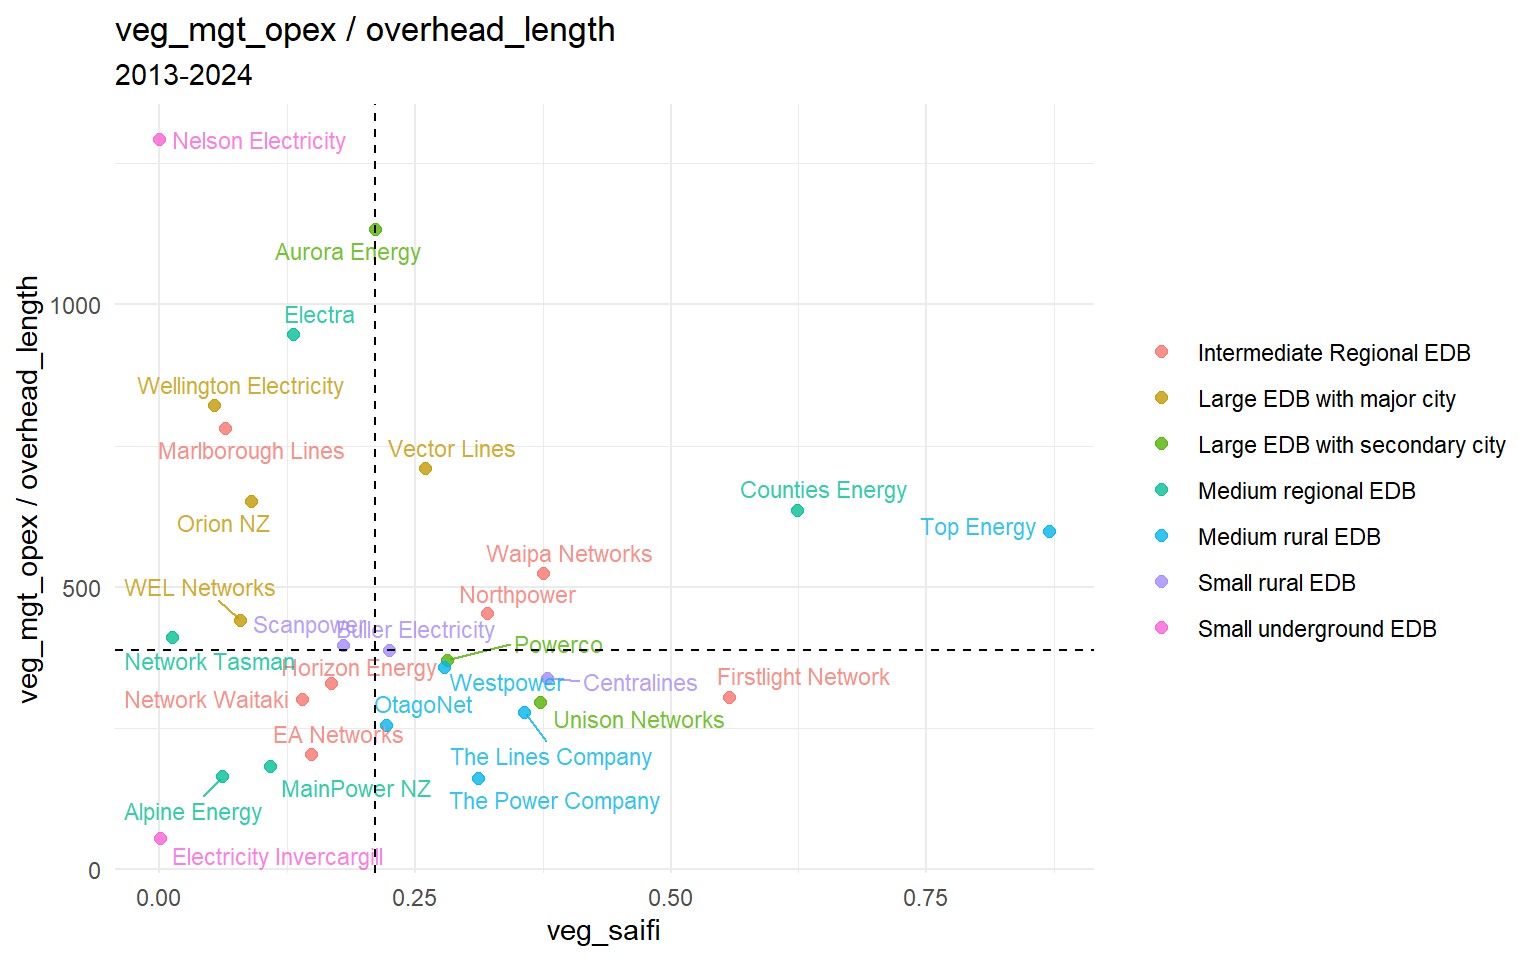 veg_mgt_opex / overhead_length
2013-2024
veg_mgt_opex / overhead_length
1000
500
0
Nelson Electricity
Aurora Energy
Electra
Wellington Electricity
Marlborough Lines
Vector Lines
Counties Energy
Orion NZ
Top Energy
Waipa Networks
WEL Networks
Northpower
Scanpower
Buller Electricity
Powerco
Network Tasman
Horizon Energy
Westpower
Centralines
Firstlight Network
Network Waitaki
OtagoNet
Unison Networks
EA Networks
The Lines Company
MainPower NZ
The Power Company
Alpine Energy
Electricity Invercargill
0.00
0.25
0.50
0.75
veg_saifi
Intermediate Regional EDB
Large EDB with major city
Large EDB with secondary city
Medium regional EDB
Medium rural EDB
Small rural EDB
Small underground EDB